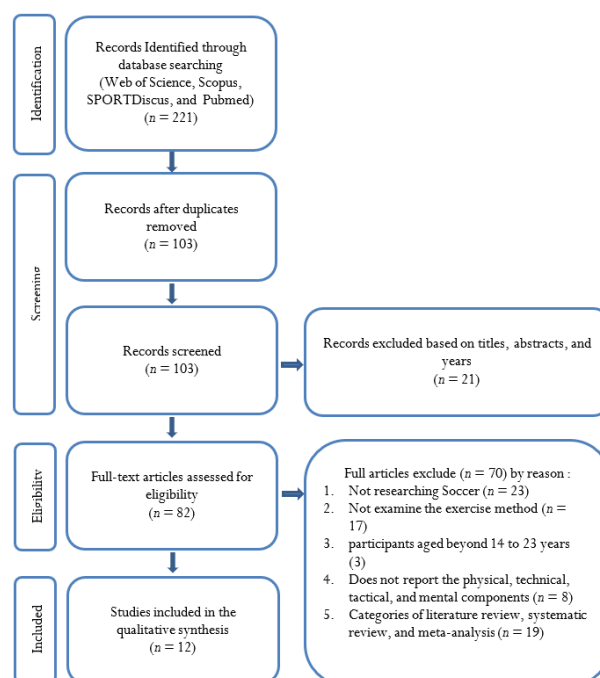 Identification
Records Identified through
database searching
(Web of Science, Scopus,
SPORTDiscus, and Pubmed)
(n = 221)
Screening
Records after duplicates
removed
(n = 103)
Records screened
(n = 103)
Records excluded based on titles, abstracts, and
years
(n = 21)
Eligibility
Full-text articles assessed for
eligibility
(n = 82)
Full articles exclude (n = 70) by reason :
1. Not researching Soccer (n = 23)
2. Not examine the exercise method (n =
17)
3. participants aged beyond 14 to 23 years
(3)
4. Does not report the physical, technical,
tactical, and mental components (n = 8)
5. Categories of literature review, systematic
review, and meta-analysis (n = 19)
Included
Studies included in the
qualitative synthesis
(n = 12)